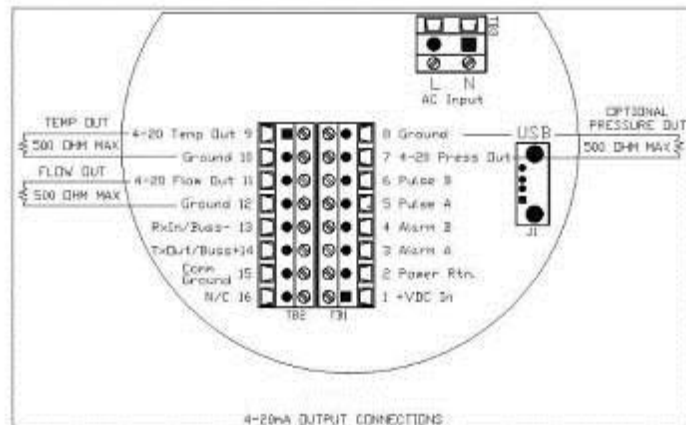 TB3
L N
AC Input
TEMP OUT
500 OHM MAX
FLOW OUT
500 OHM MAX
4-20 Temp Out 9
Ground 10
4-20 Flow Out 11
Ground 12
RxIn/Buss- 13
TxOut/Buss+14
Comm
Ground 15
N/C 16
TB2 TB1
8 Ground
7 4-20 Press Out
6 Pulse B
5 Pulse A
4 Alarm B
3 Alarm A
2 Power Rtn.
1 +VDC In
USB
J1
OPTIONAL
PRESSURE OUT
500 OHM MAX
4-20mA OUTPUT CONNECTIONS